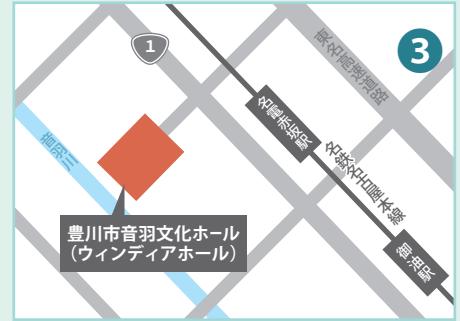 1
3
東名高速道路
名電赤坂駅
名鉄名古屋本線
音羽川
豊川市音羽文化ホール
（ウィンディアホール）
御油駅